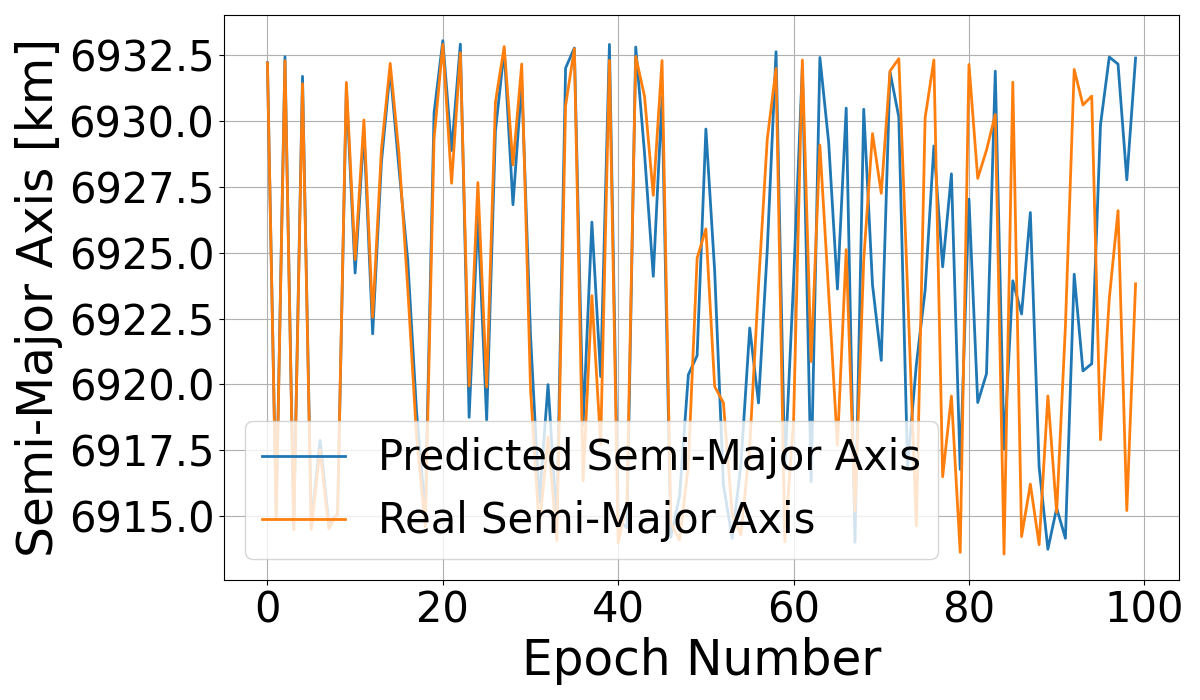 Semi-Major Axis [km]
6932.5
6930.0
6927.5
6925.0
6922.5
6920.0
6917.5
6915.0
Predicted Semi-Major Axis
Real Semi-Major Axis
0 20 40 60 80 100
Epoch Number